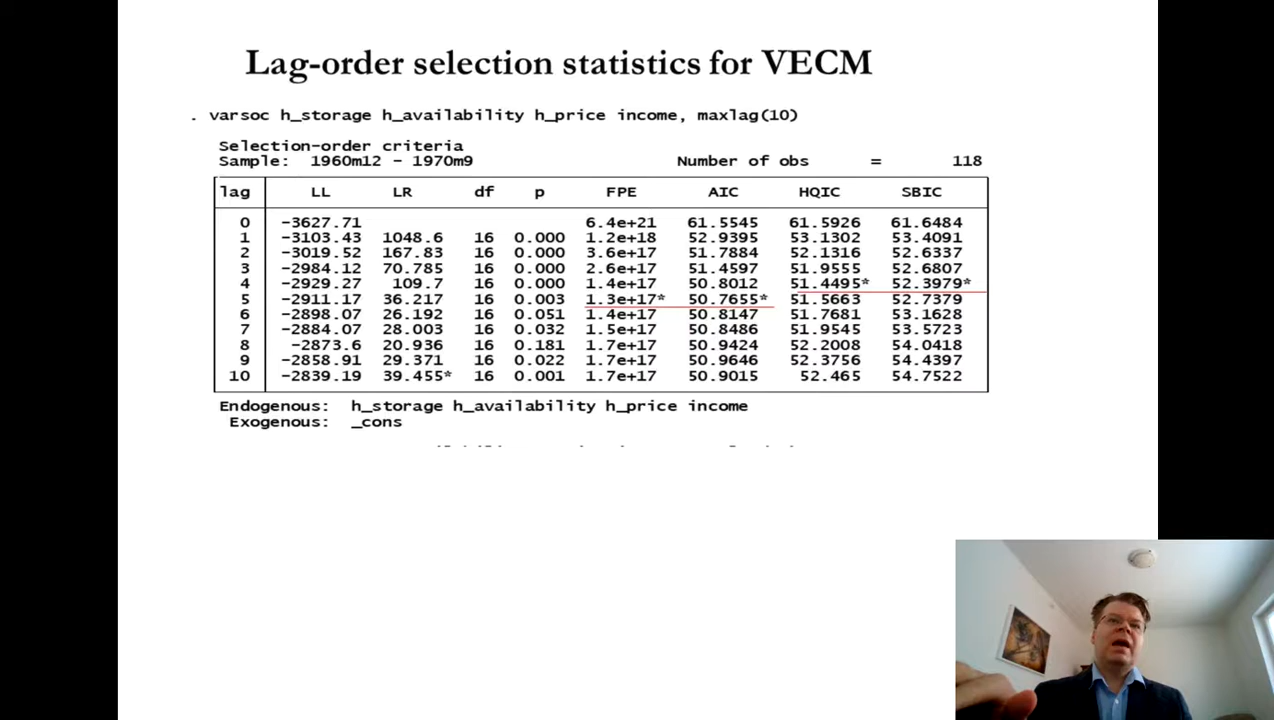 Lag-order selection statistics for VECM
. varsoc h_storage h_availability h_price income, maxlag(10)
Selection-order criteria
Sample: 1960m12 - 1970m9 Number of obs = 118
lag LL LR df p FPE AIC HQIC SBIC
0 -3627.71 6.4e+21 61.5545 61.5926 61.6484
1 -3103.43 1048.6 16 0.000 1.2e+18 52.9395 53.1302 53.4091
2 -3019.52 167.83 16 0.000 3.6e+17 51.7884 52.1316 52.6337
3 -2984.12 70.785 16 0.000 2.6e+17 51.4597 51.9555 52.6807
4 -2929.27 109.7 16 0.000 1.4e+17 50.8012 51.4495* 52.3979*
5 -2911.17 36.217 16 0.003 1.3e+17* 50.7655* 51.5663 52.7379
6 -2898.07 26.192 16 0.051 1.4e+17 50.8147 51.7681 53.1628
7 -2884.07 28.003 16 0.032 1.5e+17 50.8486 51.9545 53.5723
8 -2873.6 20.936 16 0.181 1.7e+17 50.9424 52.2008 54.0418
9 -2858.91 29.371 16 0.022 1.7e+17 50.9646 52.3756 54.4397
10 -2839.19 39.455* 16 0.001 1.7e+17 50.9015 52.465 54.7522
Endogenous: h_storage h_availability h_price income
Exogenous: _cons